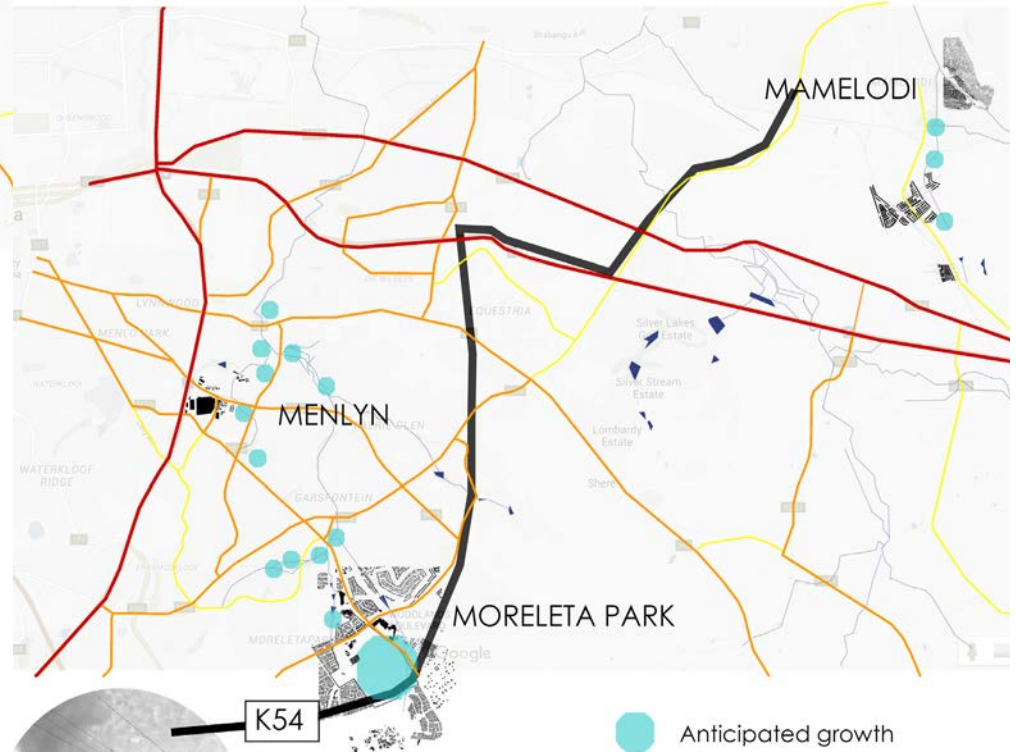 MAMELODI
LYNNWOOD
MENLO PARK
EQUESTRIA
Silver Lakes
Golf Estate
Silver Stream
Estate
MENLYN
Lombardy
Estate
WATERKLOOF
RIDGE
GARSFONTEIN
Shere
MORELETA PARK
MORELETAPARK
Google
K54
Anticipated growth